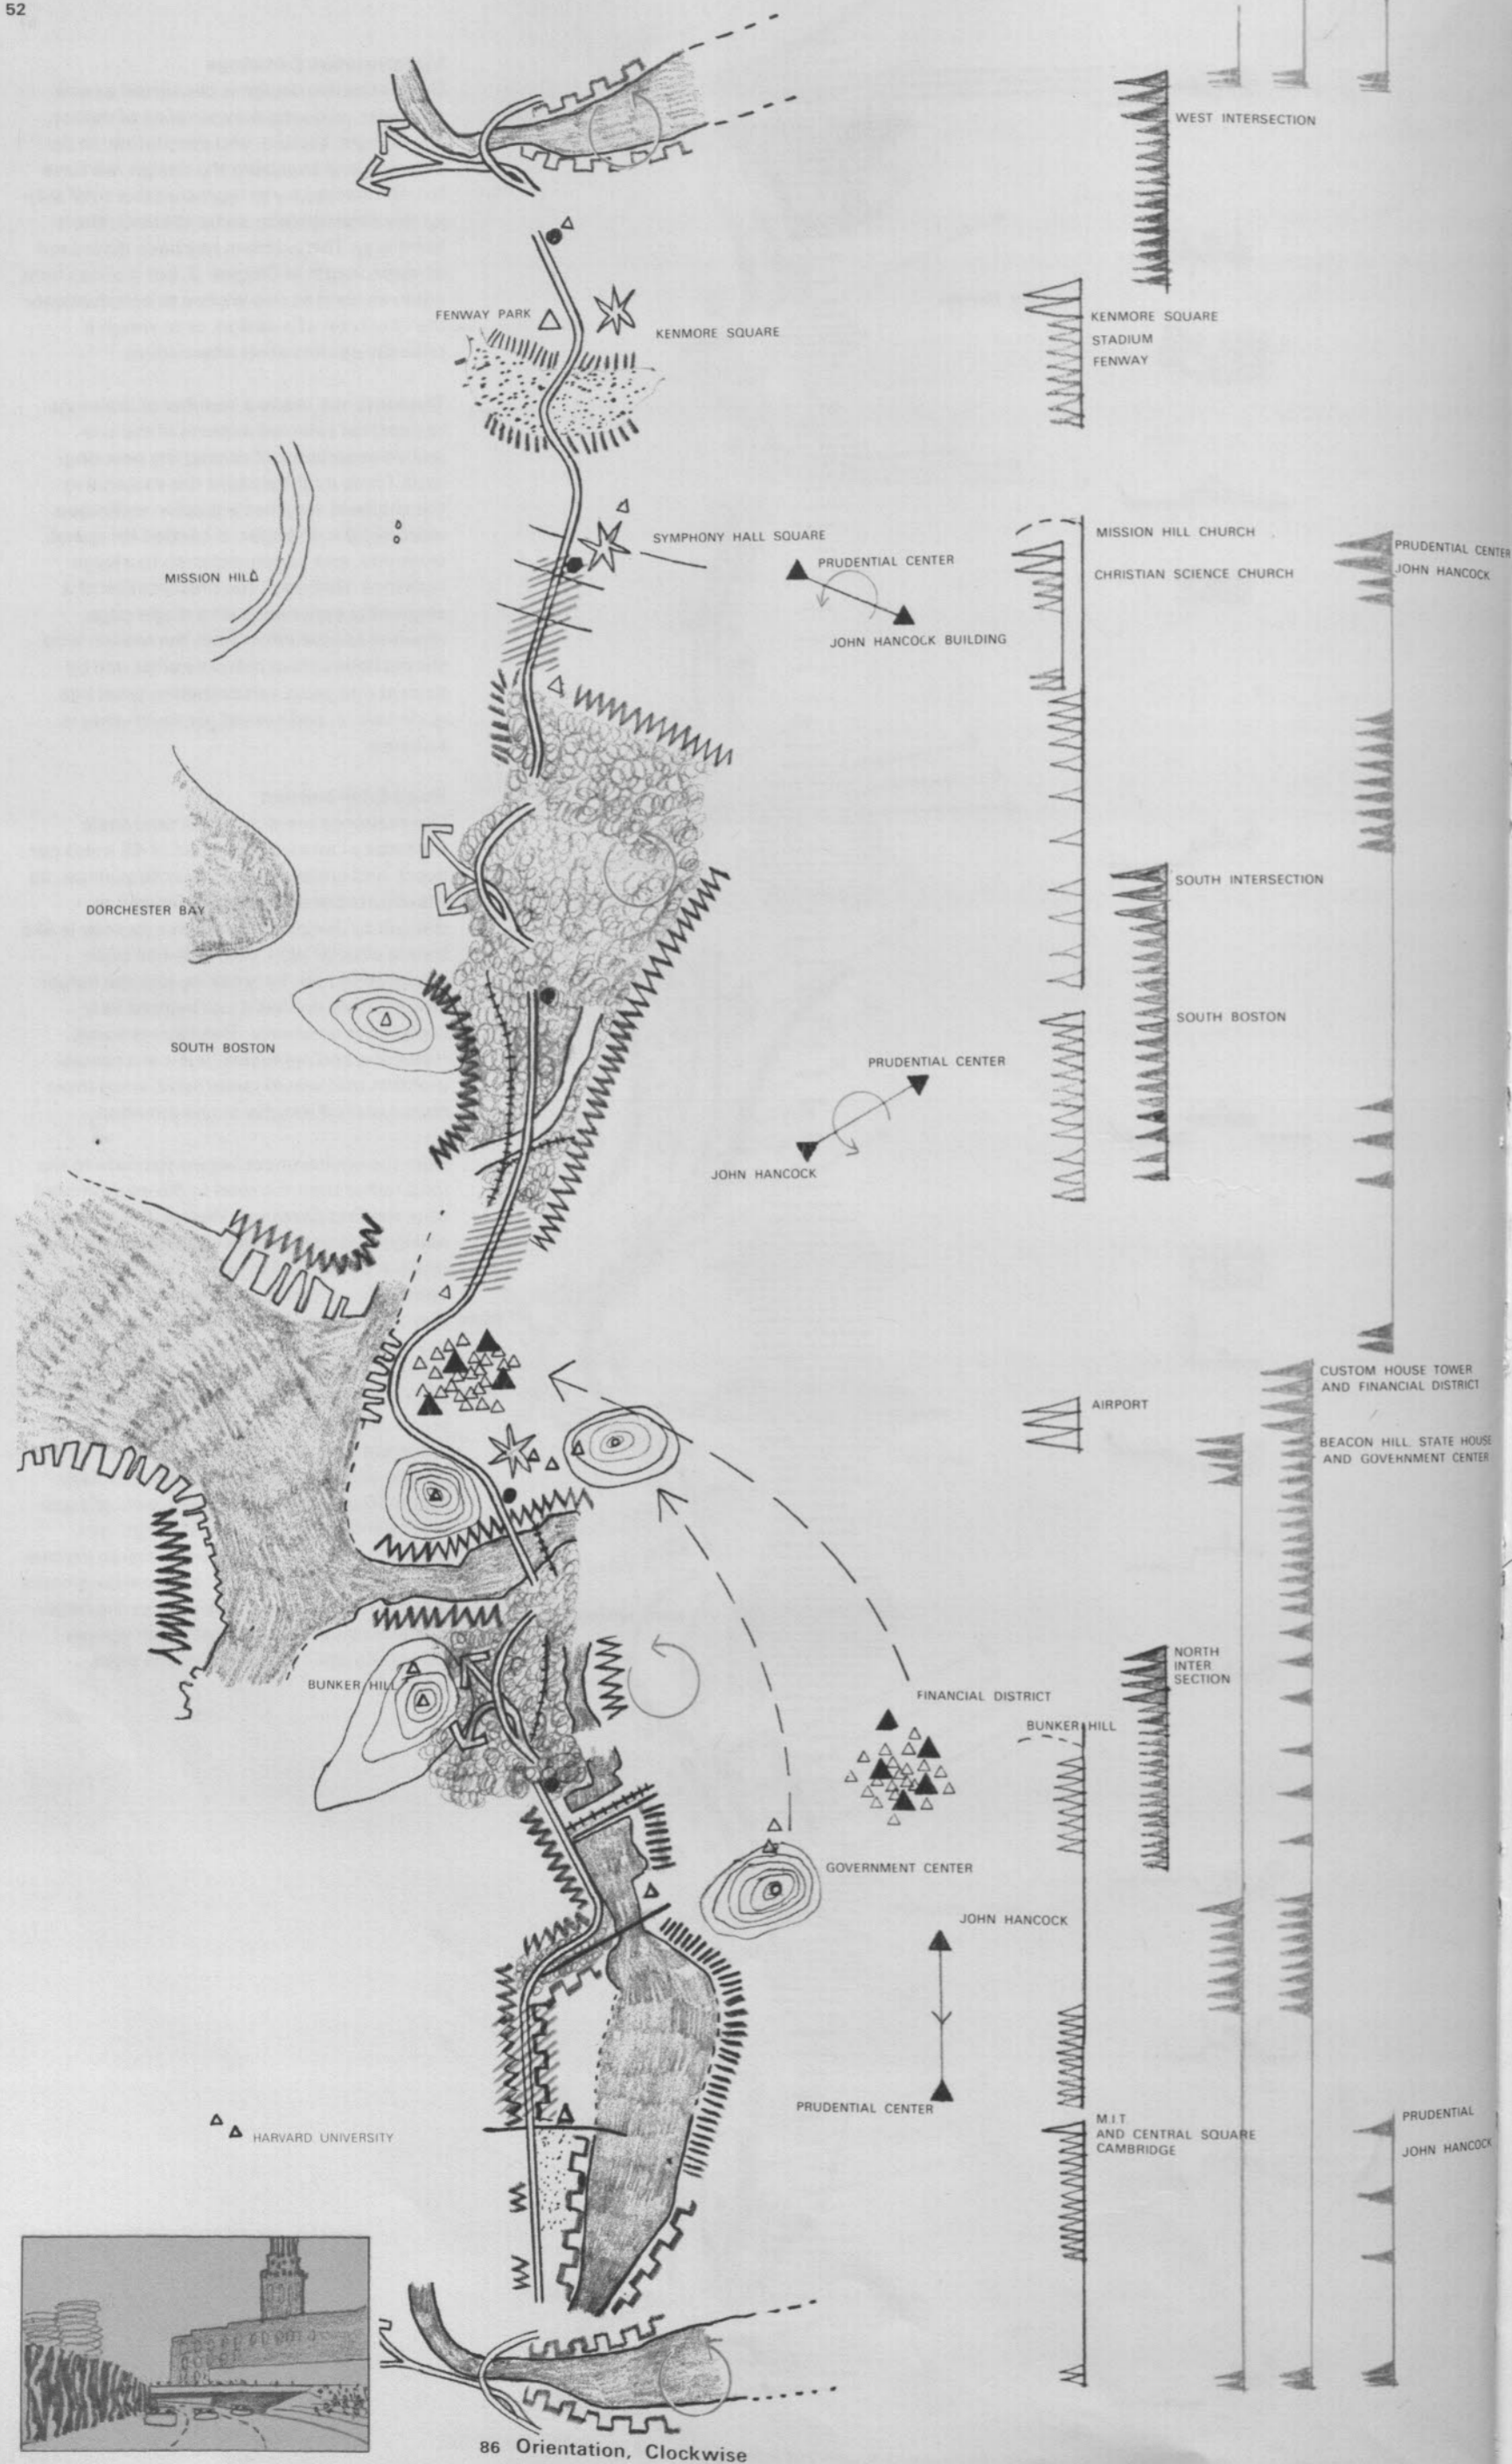 52
WEST INTERSECTION
FENWAY PARK
KENMORE SQUARE
KENMORE SQUARE
STADIUM
FENWAY
SYMPHONY HALL SQUARE
MISSION HILL
PRUDENTIAL CENTER
JOHN HANCOCK BUILDING
MISSION HILL CHURCH
CHRISTIAN SCIENCE CHURCH
PRUDENTIAL CENTER
JOHN HANCOCK
DORCHESTER BAY
SOUTH INTERSECTION
SOUTH BOSTON
SOUTH BOSTON
PRUDENTIAL CENTER
JOHN HANCOCK
CUSTOM HOUSE TOWER
AND FINANCIAL DISTRICT
AIRPORT
BEACON HILL. STATE HOUSE
AND GOVERNMENT CENTER
BUNKER HILL
NORTH
INTER
SECTION
FINANCIAL DISTRICT
BUNKER HILL
GOVERNMENT CENTER
JOHN HANCOCK
PRUDENTIAL CENTER
HARVARD UNIVERSITY
M.I.T
AND CENTRAL SQUARE
CAMBRIDGE
PRUDENTIAL
JOHN HANCOCK
86 Orientation, Clockwise